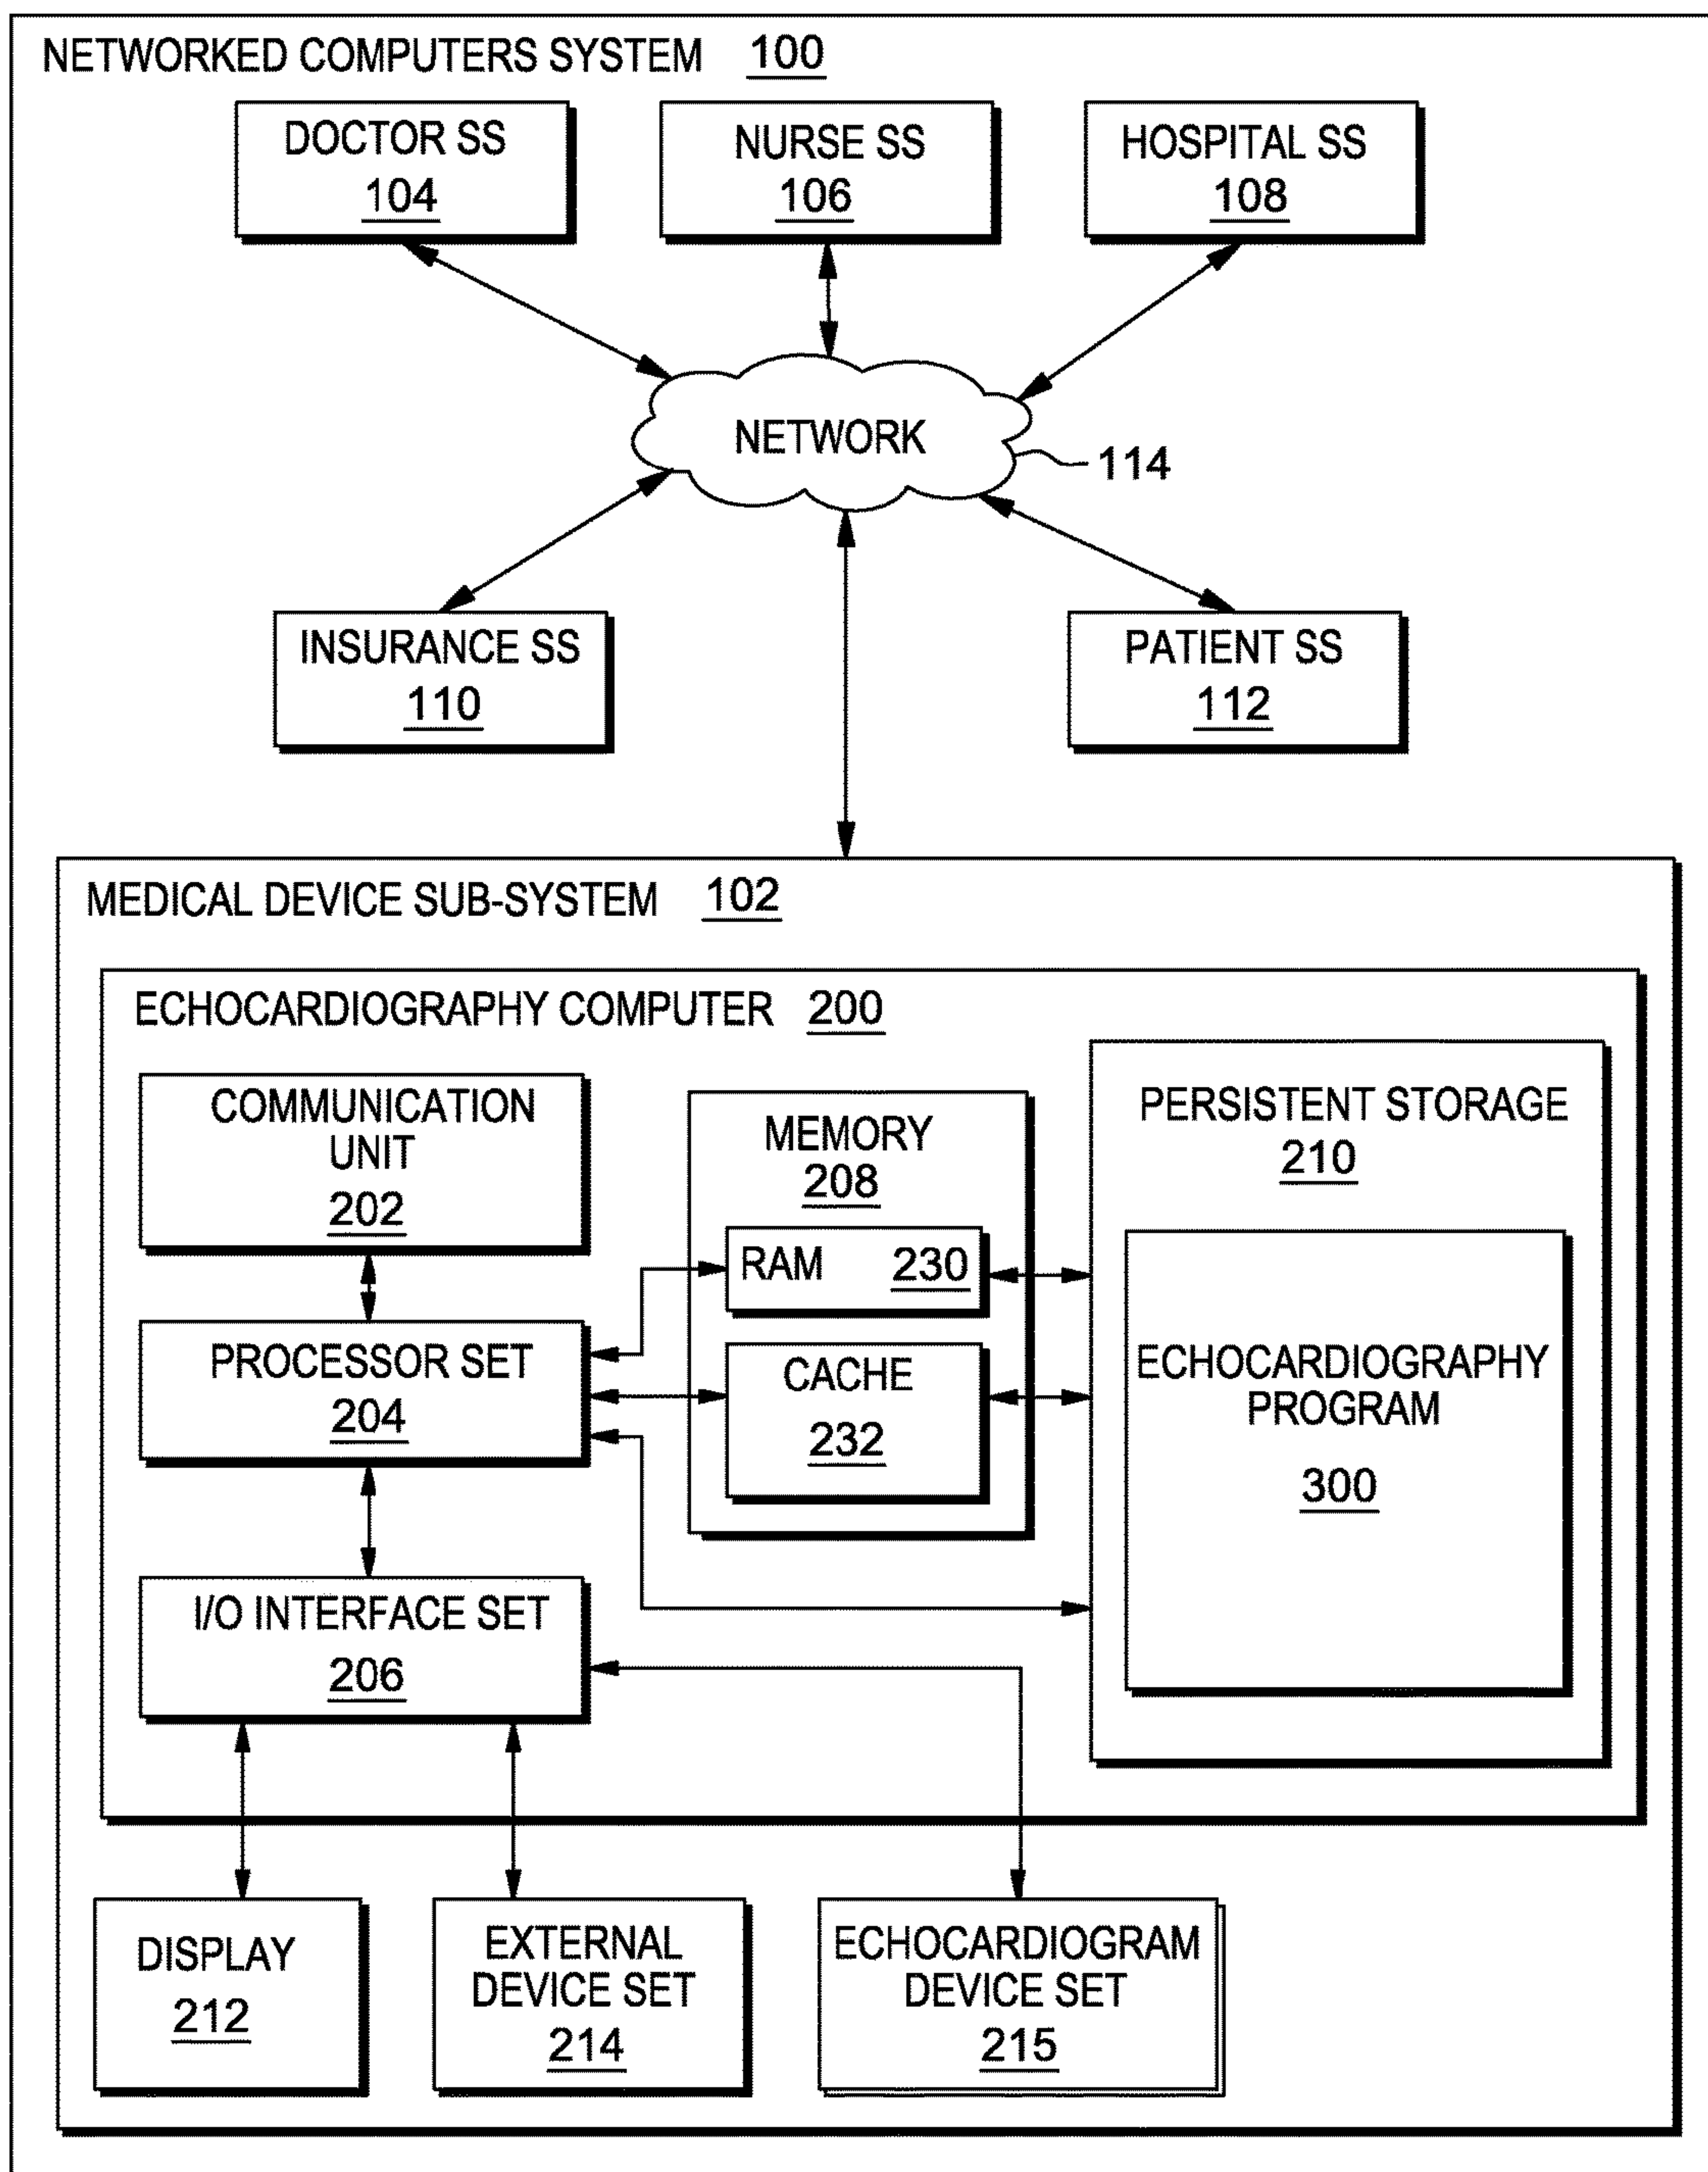 NETWORKED COMPUTERS SYSTEM 100
DOCTOR SS
104
NURSE SS
106
HOSPITAL SS
108
NETWORK
114
INSURANCE SS
110
PATIENT SS
112
MEDICAL DEVICE SUB-SYSTEM 102
ECHOCARDIOGRAPHY COMPUTER 200
COMMUNICATION
UNIT
202
MEMORY
208
PERSISTENT STORAGE
210
RAM 230
PROCESSOR SET
204
CACHE
232
ECHOCARDIOGRAPHY
PROGRAM
300
I/O INTERFACE SET
206
DISPLAY
212
EXTERNAL
DEVICE SET
214
ECHOCARDIOGRAM
DEVICE SET
215